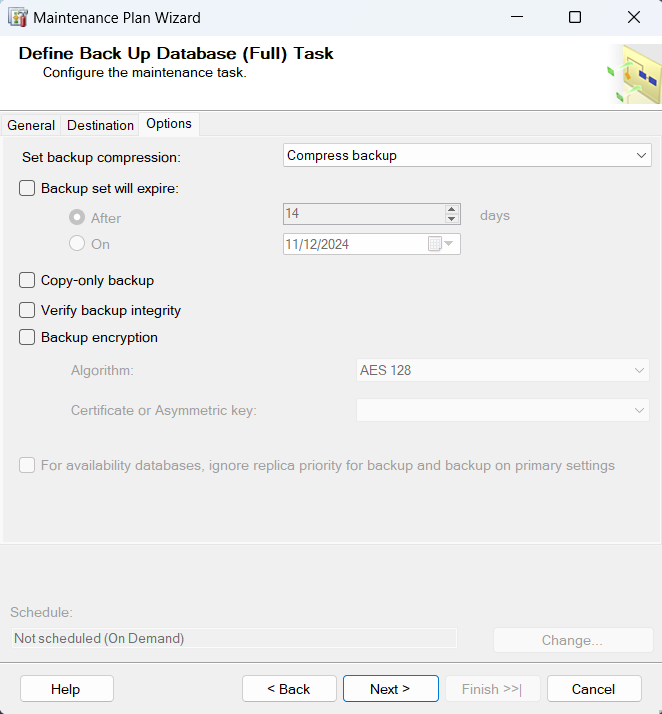 Maintenance Plan Wizard
Define Back Up Database (Full) Task
Configure the maintenance task.
General Destination Options
Set backup compression: Compress backup
Backup set will expire:
After 14 days
On 11/12/2024
Copy-only backup
Verify backup integrity
Backup encryption
Algorithm: AES 128
Certificate or Asymmetric key:
For availability databases, ignore replica priority for backup and backup on primary settings
Schedule:
Not scheduled (On Demand) Change...
Help < Back Next > Finish >>| Cancel